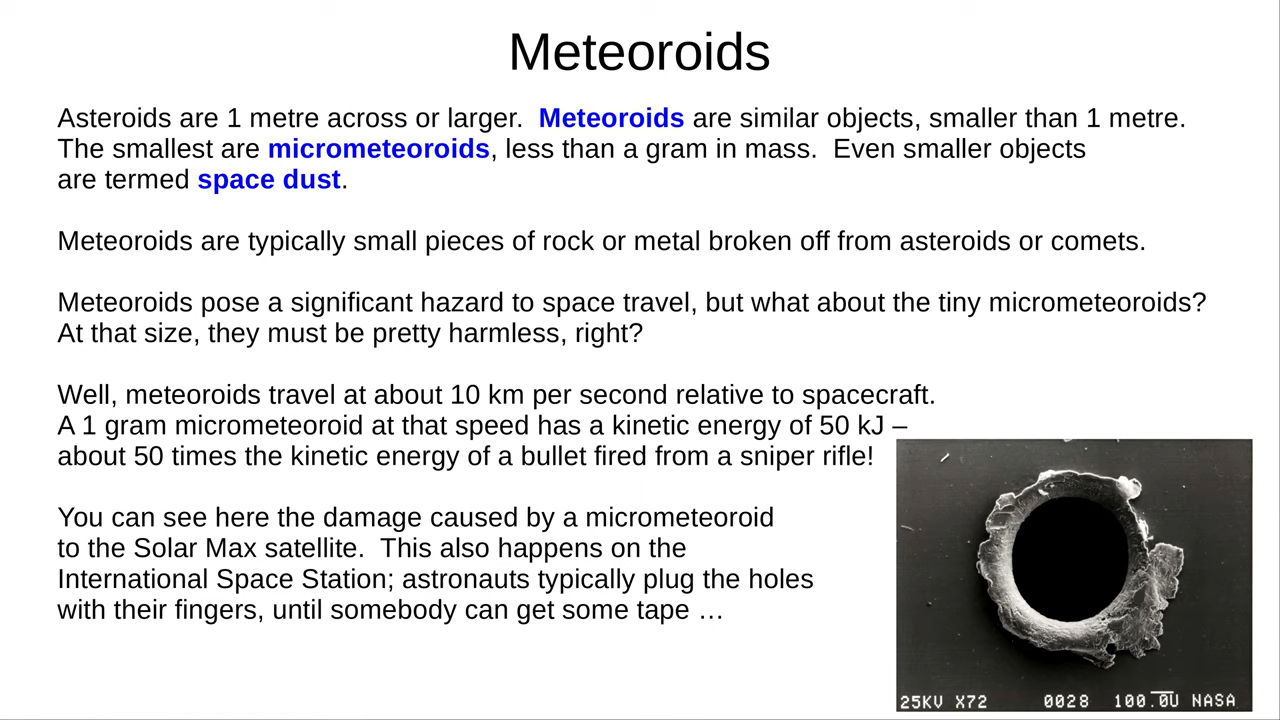 Meteoroids
Asteroids are 1 metre across or larger.  Meteoroids are similar objects, smaller than 1 metre.
The smallest are micrometeoroids, less than a gram in mass.  Even smaller objects
are termed space dust.
Meteoroids are typically small pieces of rock or metal broken off from asteroids or comets.
Meteoroids pose a significant hazard to space travel, but what about the tiny micrometeoroids?
At that size, they must be pretty harmless, right?
Well, meteoroids travel at about 10 km per second relative to spacecraft.
A 1 gram micrometeoroid at that speed has a kinetic energy of 50 kJ –
about 50 times the kinetic energy of a bullet fired from a sniper rifle!
You can see here the damage caused by a micrometeoroid
to the Solar Max satellite.  This also happens on the
International Space Station; astronauts typically plug the holes
with their fingers, until somebody can get some tape …
25KV X72 0028 100.0U NASA